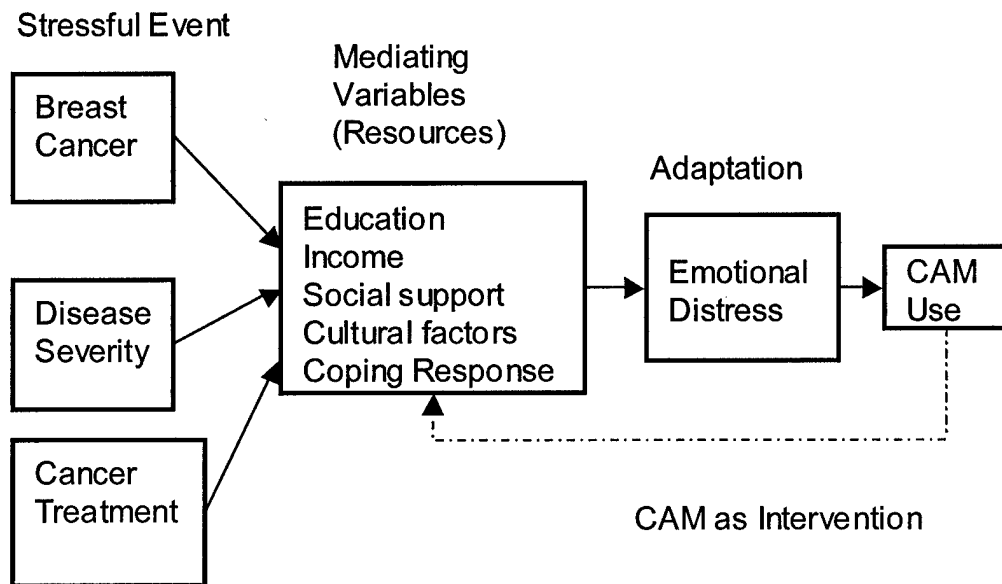 Stressful Event
Breast
Cancer
Disease
Severity
Cancer
Treatment
Mediating
Variables
(Resources)
Education
Income
Social support
Cultural factors
Coping Response
Adaptation
Emotional
Distress
CAM
Use
CAM as Intervention